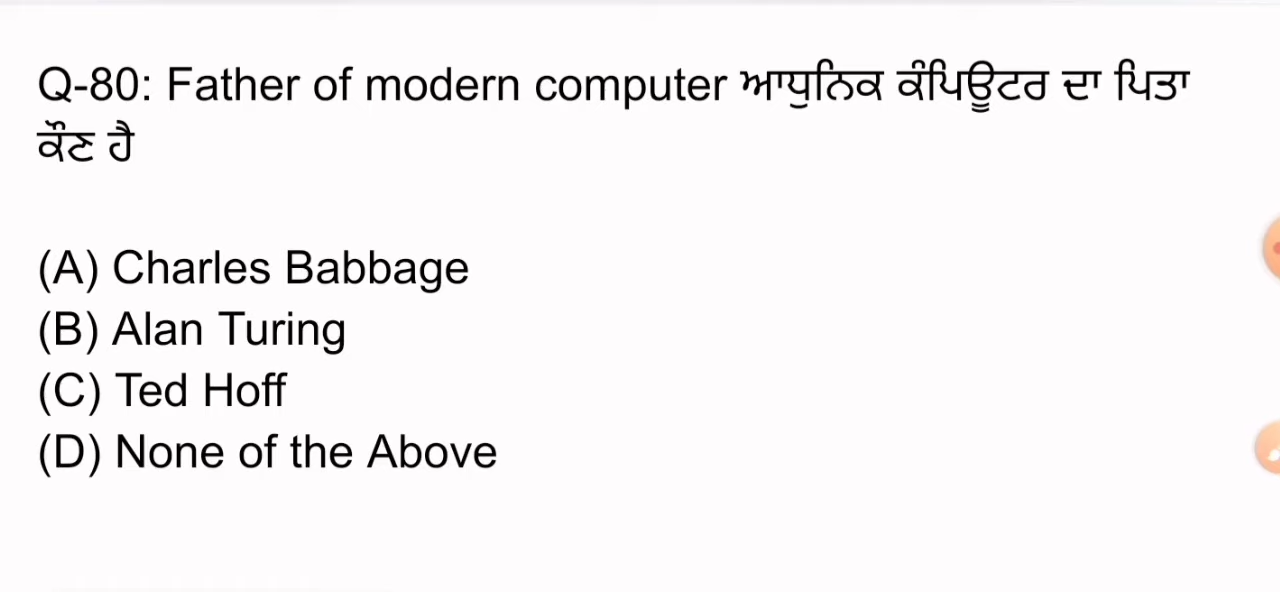 Q-80: Father of modern computer ਆਧੁਨਿਕ ਕੰਪਿਊਟਰ ਦਾ ਪਿਤਾ
ਕੌਣ ਹੈ
(A) Charles Babbage
(B) Alan Turing
(C) Ted Hoff
(D) None of the Above